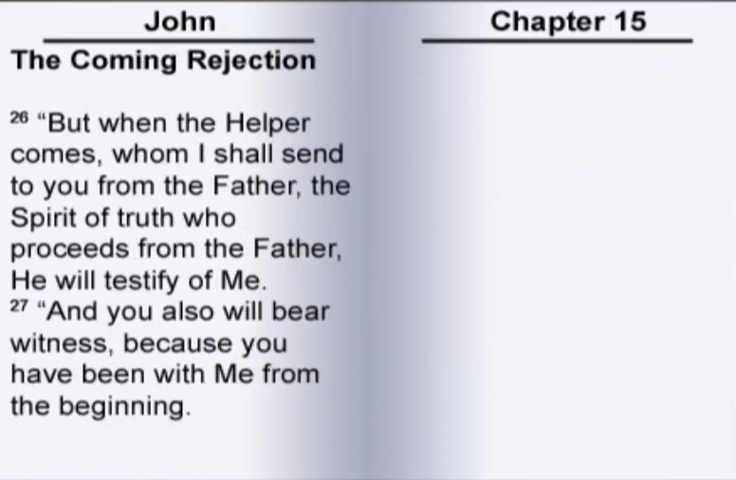 John
Chapter 15
The Coming Rejection
26 “But when the Helper
comes, whom I shall send
to you from the Father, the
Spirit of truth who
proceeds from the Father,
He will testify of Me.
27 “And you also will bear
witness, because you
have been with Me from
the beginning.